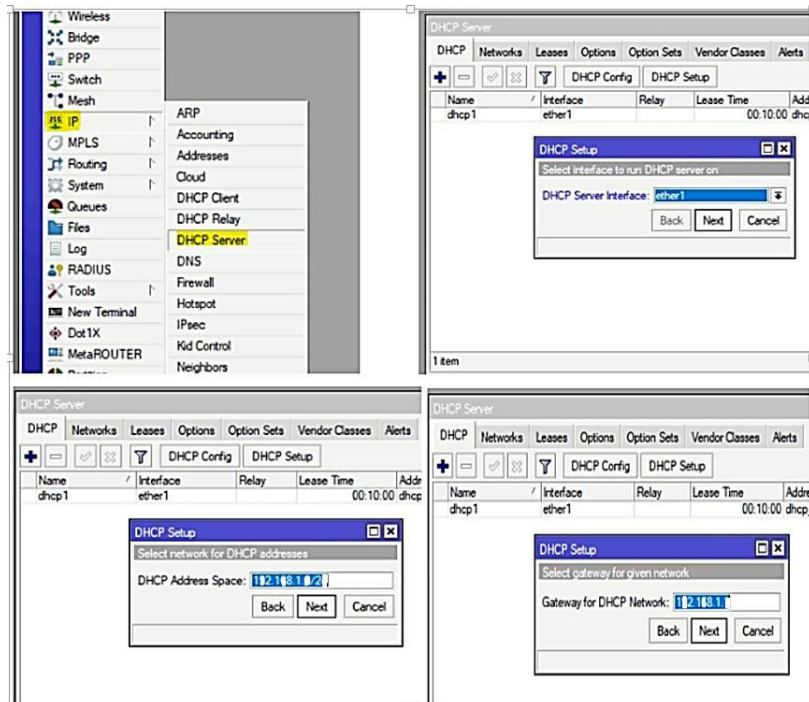 Wireless
Bridge
PPP
Switch
Mesh
IP
MPLS
Routing
System
Queues
Files
Log
RADIUS
Tools
New Terminal
Dot1X
MetaROUTER
ARP
Accounting
Addresses
Cloud
DHCP Client
DHCP Relay
DHCP Server
DNS
Firewall
Hotspot
IPsec
Kid Control
Neighbors
DHCP Server
DHCP Networks Leases Options Option Sets Vendor Classes Alerts
DHCP Config DHCP Setup
Name Interface Relay Lease Time
dhcp1 ether1 00:10:00
DHCP Setup
Select interface to run DHCP server on
DHCP Server Interface: ether1
Back Next Cancel
1 item
DHCP Server
DHCP Networks Leases Options Option Sets Vendor Classes Alerts
DHCP Config DHCP Setup
Name Interface Relay Lease Time
dhcp1 ether1 00:10:00
DHCP Setup
Select network for DHCP addresses
DHCP Address Space:
Back Next Cancel
DHCP Server
DHCP Networks Leases Options Option Sets Vendor Classes Alerts
DHCP Config DHCP Setup
Name Interface Relay Lease Time
dhcp1 ether1 00:10:00
DHCP Setup
Select gateway for given network
Gateway for DHCP Network:
Back Next Cancel